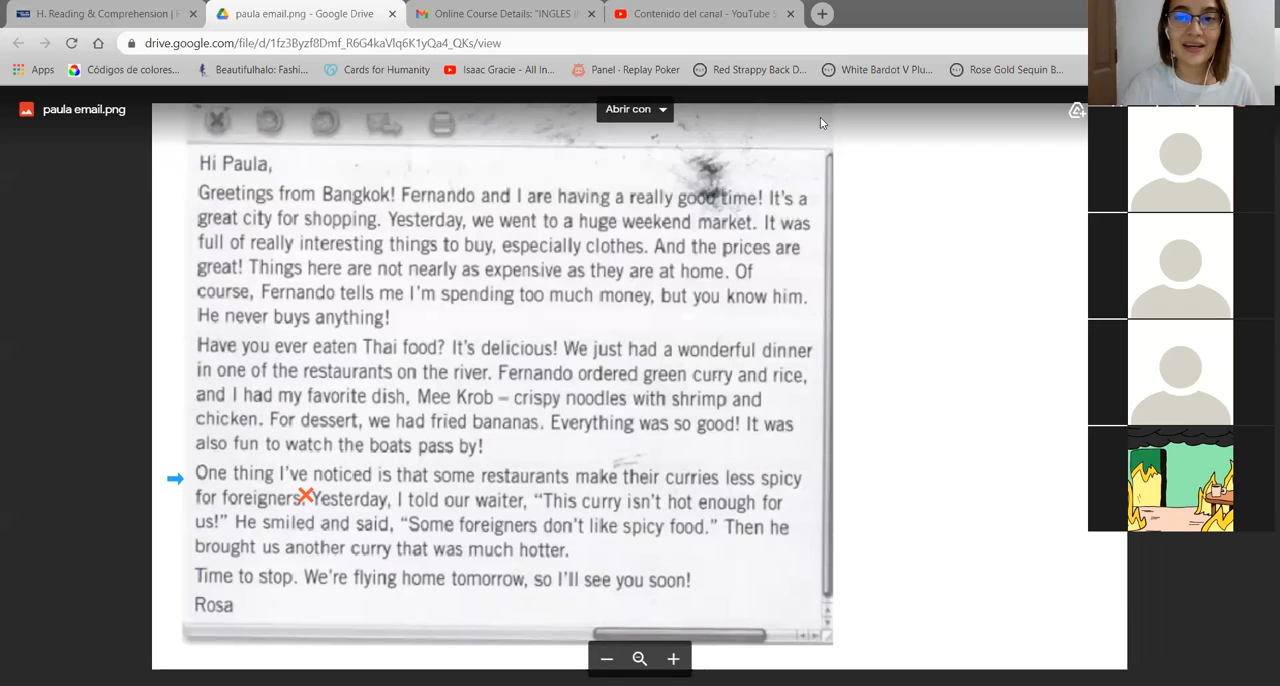 H. Reading & Comprehension | F
paula email.png - Google Drive
Online Course Details: "INGLES I
Contenido del canal - YouTube S
drive.google.com/file/d/1fz3Byzf8Dmf_R6G4kaVlq6K1yQa4_QKs/view
Apps
Códigos de colores...
Beautifulhalo: Fashi...
Cards for Humanity
Isaac Gracie - All In...
Panel · Replay Poker
Red Strappy Back D...
White Bardot V Plu...
Rose Gold Sequin B...
paula email.png
Abrir con
Hi Paula,
Greetings from Bangkok! Fernando and I are having a really good time! It's a
great city for shopping. Yesterday, we went to a huge weekend market. It was
full of really interesting things to buy, especially clothes. And the prices are
great! Things here are not nearly as expensive as they are at home. Of
course, Fernando tells me I'm spending too much money, but you know him.
He never buys anything!
Have you ever eaten Thai food? It's delicious! We just had a wonderful dinner
in one of the restaurants on the river. Fernando ordered green curry and rice,
and I had my favorite dish, Mee Krob – crispy noodles with shrimp and
chicken. For dessert, we had fried bananas. Everything was so good! It was
also fun to watch the boats pass by!
One thing I've noticed is that some restaurants make their curries less spicy
for foreigners. Yesterday, I told our waiter, "This curry isn't hot enough for
us!" He smiled and said, "Some foreigners don't like spicy food." Then he
brought us another curry that was much hotter.
Time to stop. We're flying home tomorrow, so I'll see you soon!
Rosa